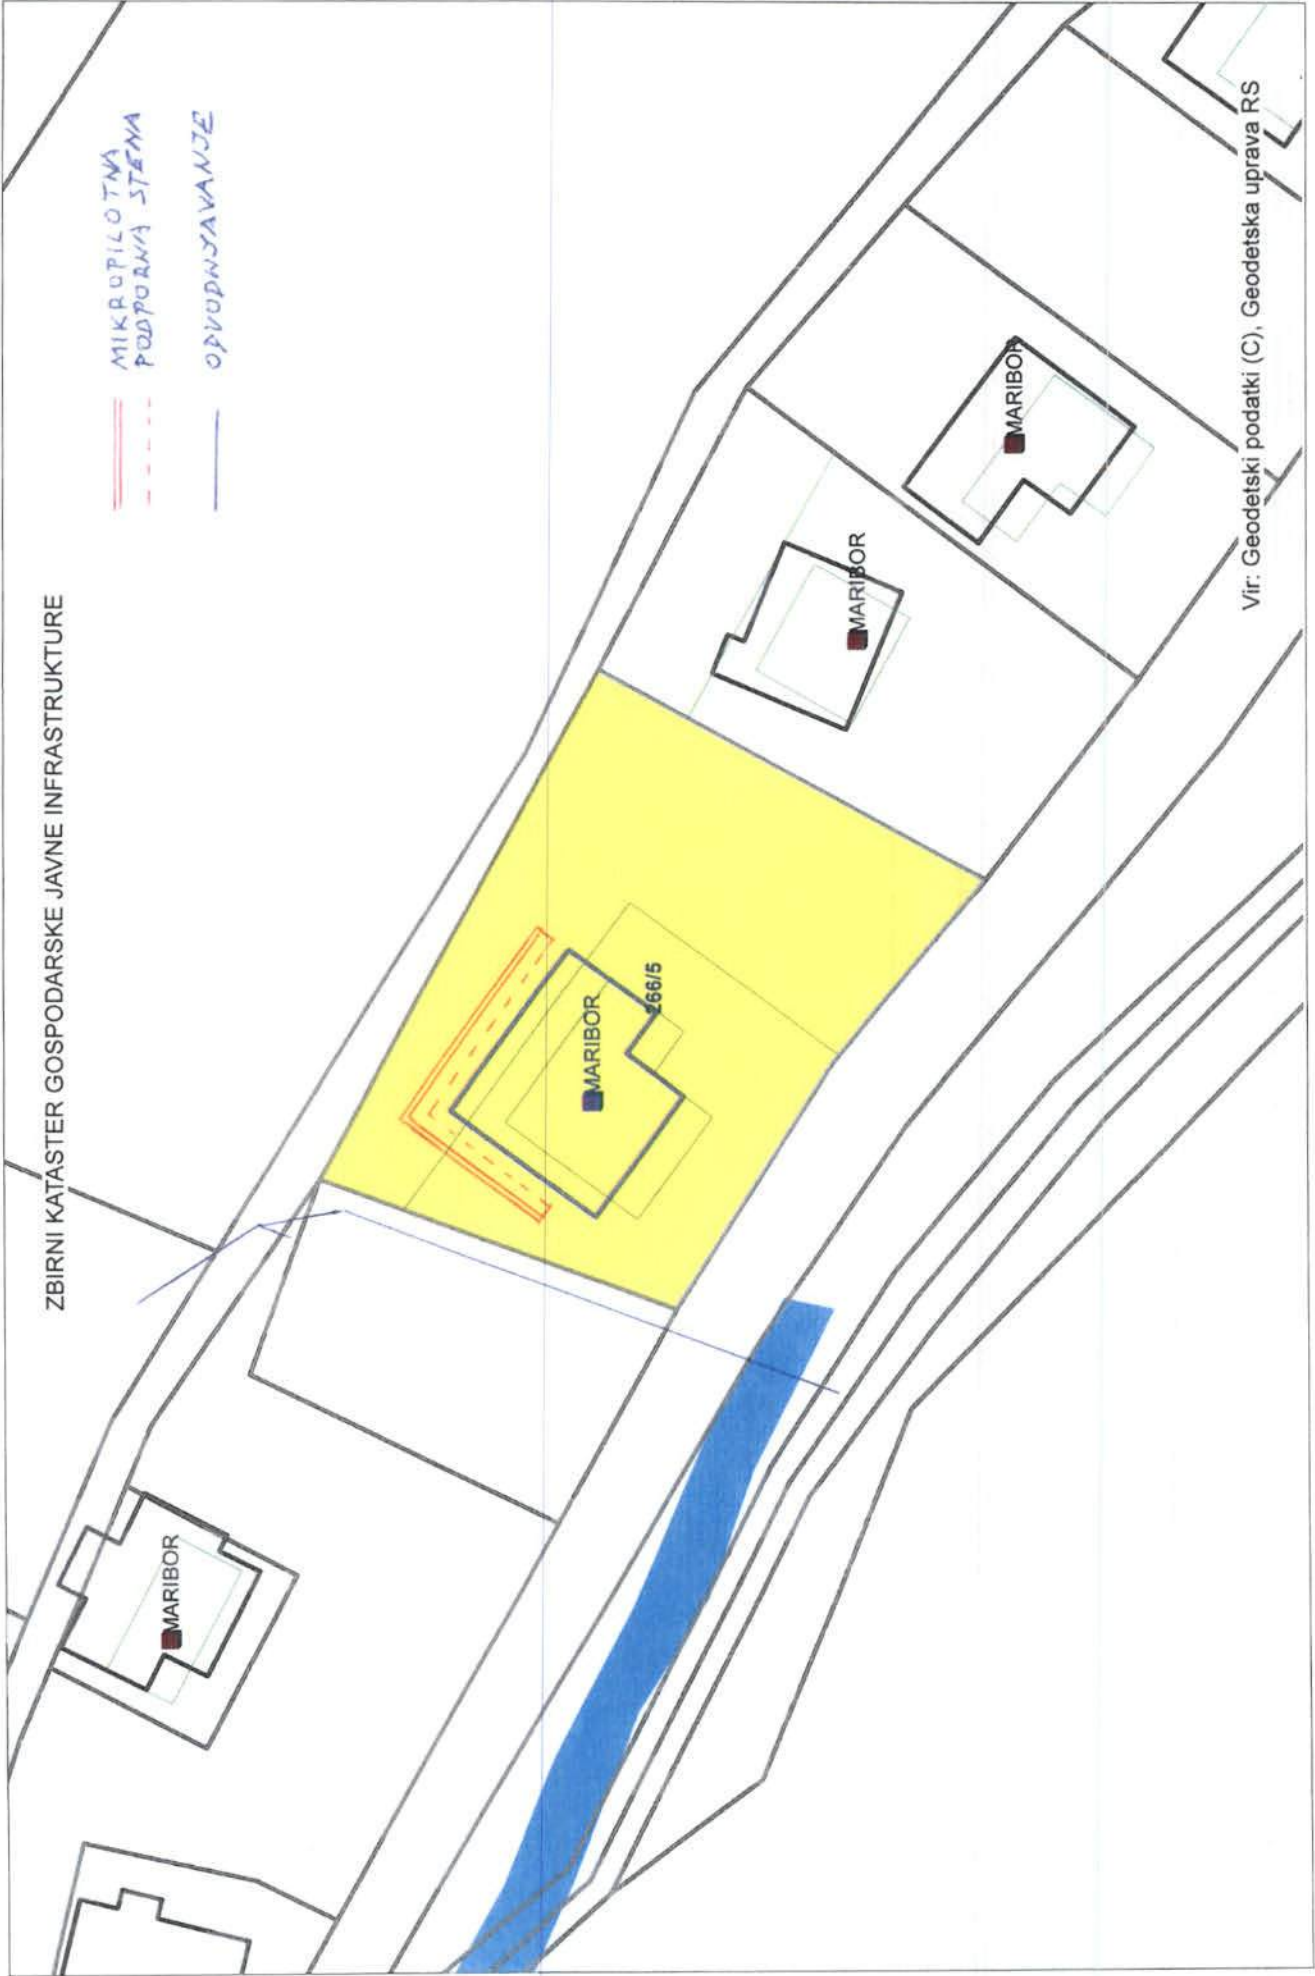 ZBIRNI KATASTER GOSPODARSKE JAVNE INFRASTRUKTURE
MIKROPILOTNA
PODPORNA STENA
ODVODNJAVANJE
MARIBOR
MARIBOR
266/5
MARIBOR
MARIBOR
Vir: Geodetski podatki (C), Geodetska uprava RS